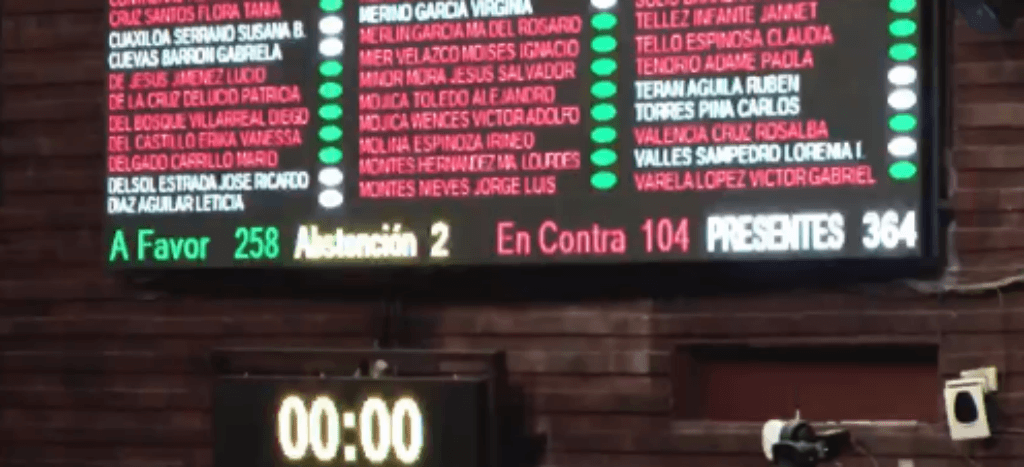 CRUZ SANTOS FLORA TANIA
CUAXILOA SERRANO SUSANA B.
CUEVAS BARRON GABRIELA
DE JESUS JIMENEZ LUCIO
DE LA CRUZ DELUCIO PATRICIA
DEL BOSQUE VILLARREAL DIEGO
DEL CASTILLO ERIKA VANESSA
DELGADO CARRILLO MARIO
DELSOL ESTRADA JOSE RICARDO
DIAZ AGUILAR LETICIA
MERINO GARCIA VIRGINIA
MERLIN GARCIA MA DEL ROSARIO
MIER VELAZCO MOISES IGNACIO
MINOR MORA JESUS SALVADOR
MOJICA TOLEDO ALEJANDRO
MOJICA WENCES VICTOR ADOLFO
MOLINA ESPINOZA IRINEO
MONTES HERNANDEZ MA. LOURDES
MONTES NIEVES JORGE LUIS
TELLEZ INFANTE JANNET
TELLO ESPINOSA CLAUDIA
TENORIO ADAME PAOLA
TERAN AGUILA RUBEN
TORRES PIÑA CARLOS
VALENCIA CRUZ ROSALBA
VALLES SAMPEDRO LORENIA I.
VARELA LOPEZ VICTOR GABRIEL
A Favor 258 Abstención 2 En Contra 104 PRESENTES 364
00:00